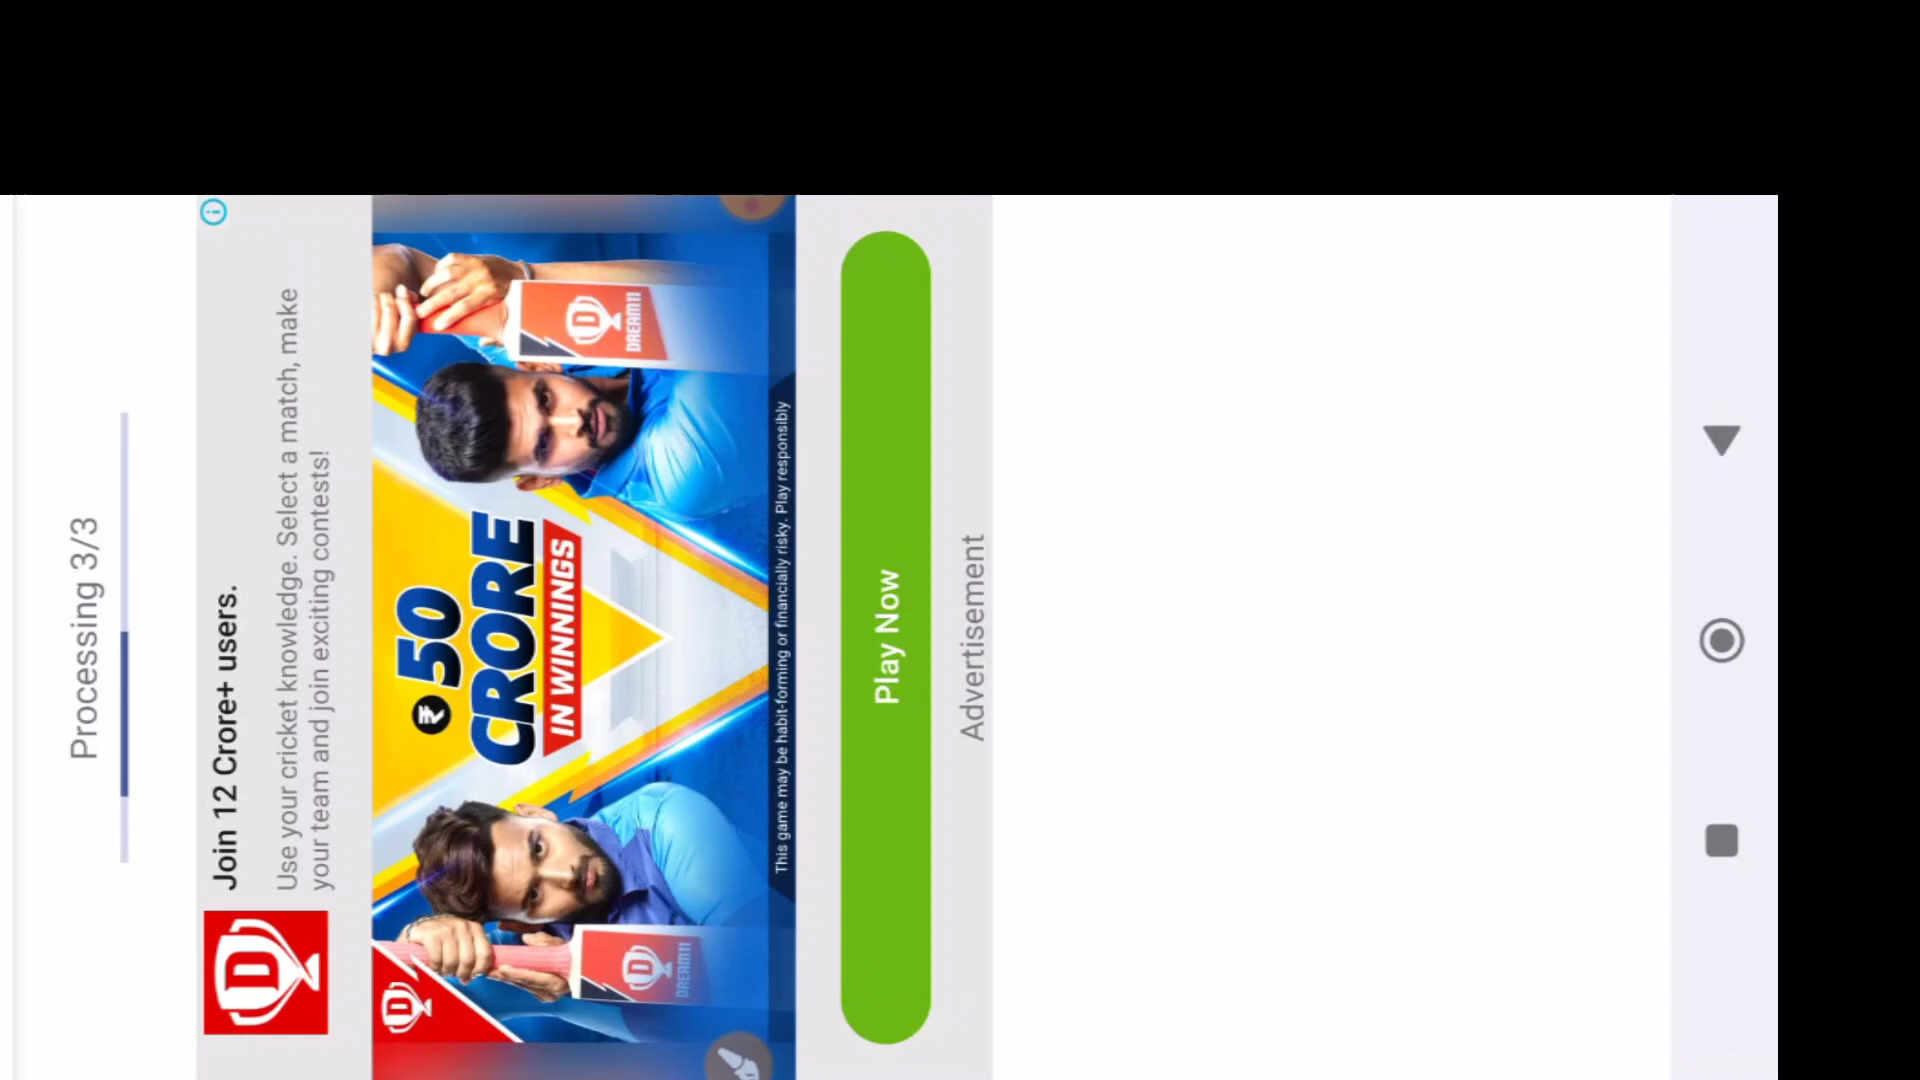 Processing 3/3
Join 12 Crore+ users.
Use your cricket knowledge. Select a match, make
your team and join exciting contests!
D
D
₹50
CRORE
IN WINNINGS
D
DREAM11
D
DREAM11
This game may be habit-forming or financially risky. Play responsibly
Play Now
Advertisement